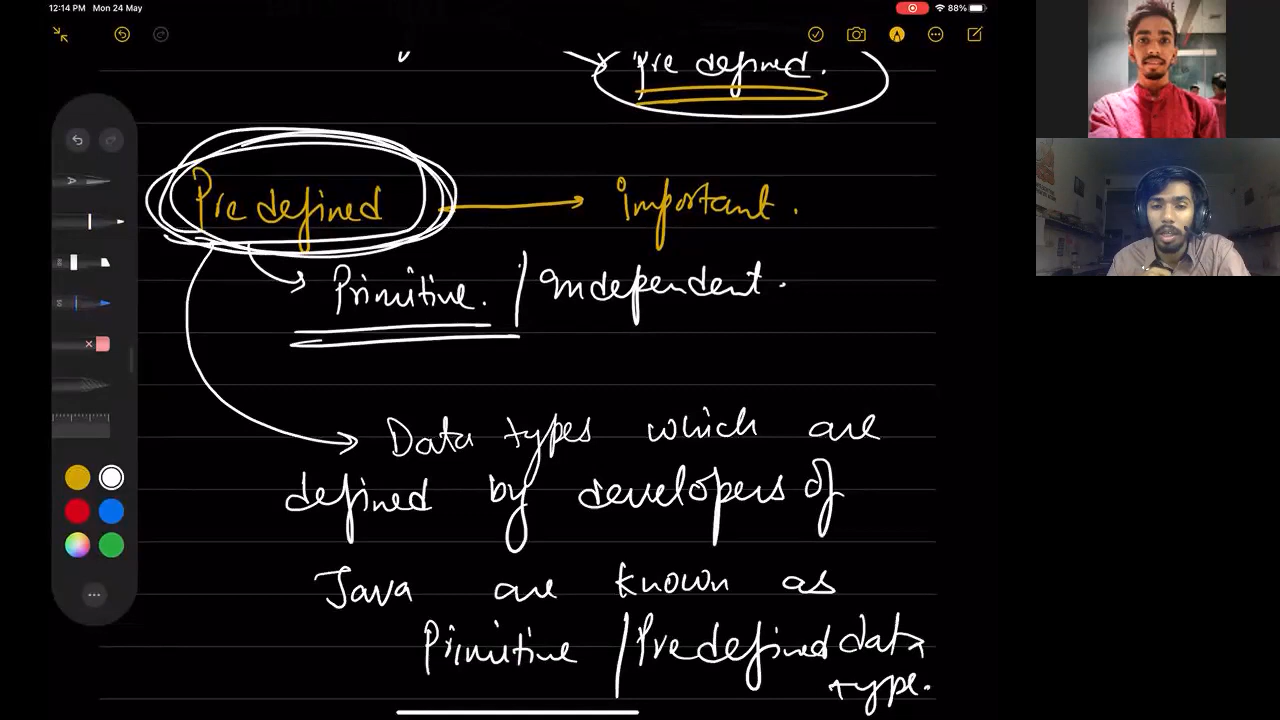 12:14 PM Mon 24 May
88%
Pre defined.
Pre defined → important.
Primitive. / Independent.
→ Data types which are
defined by developers of
Java are known as
Primitive / Predefined data
type.